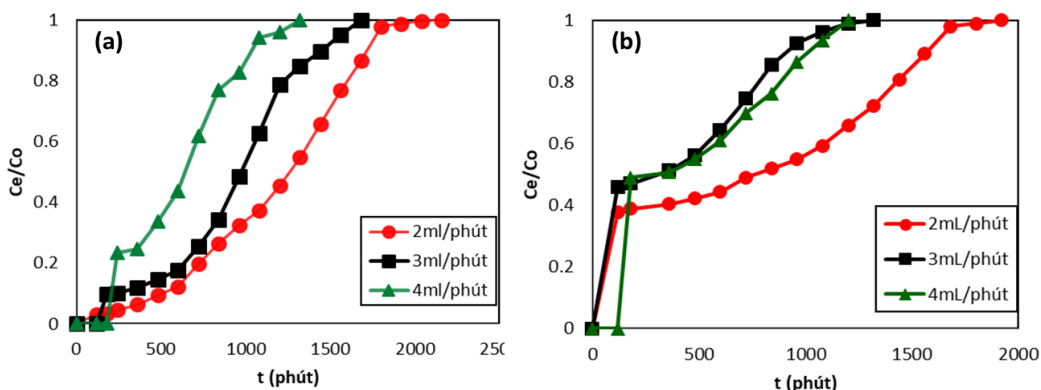 (a)
Ce/Co
1
0.8
0.6
0.4
0.2
0
0 500 1000 1500 2000 250
t (phút)
2ml/phút
3ml/phút
4ml/phút
(b)
Ce/Co
1
0.8
0.6
0.4
0.2
0
0 500 1000 1500 2000
t (phút)
2mL/phút
3mL/phút
4mL/phút